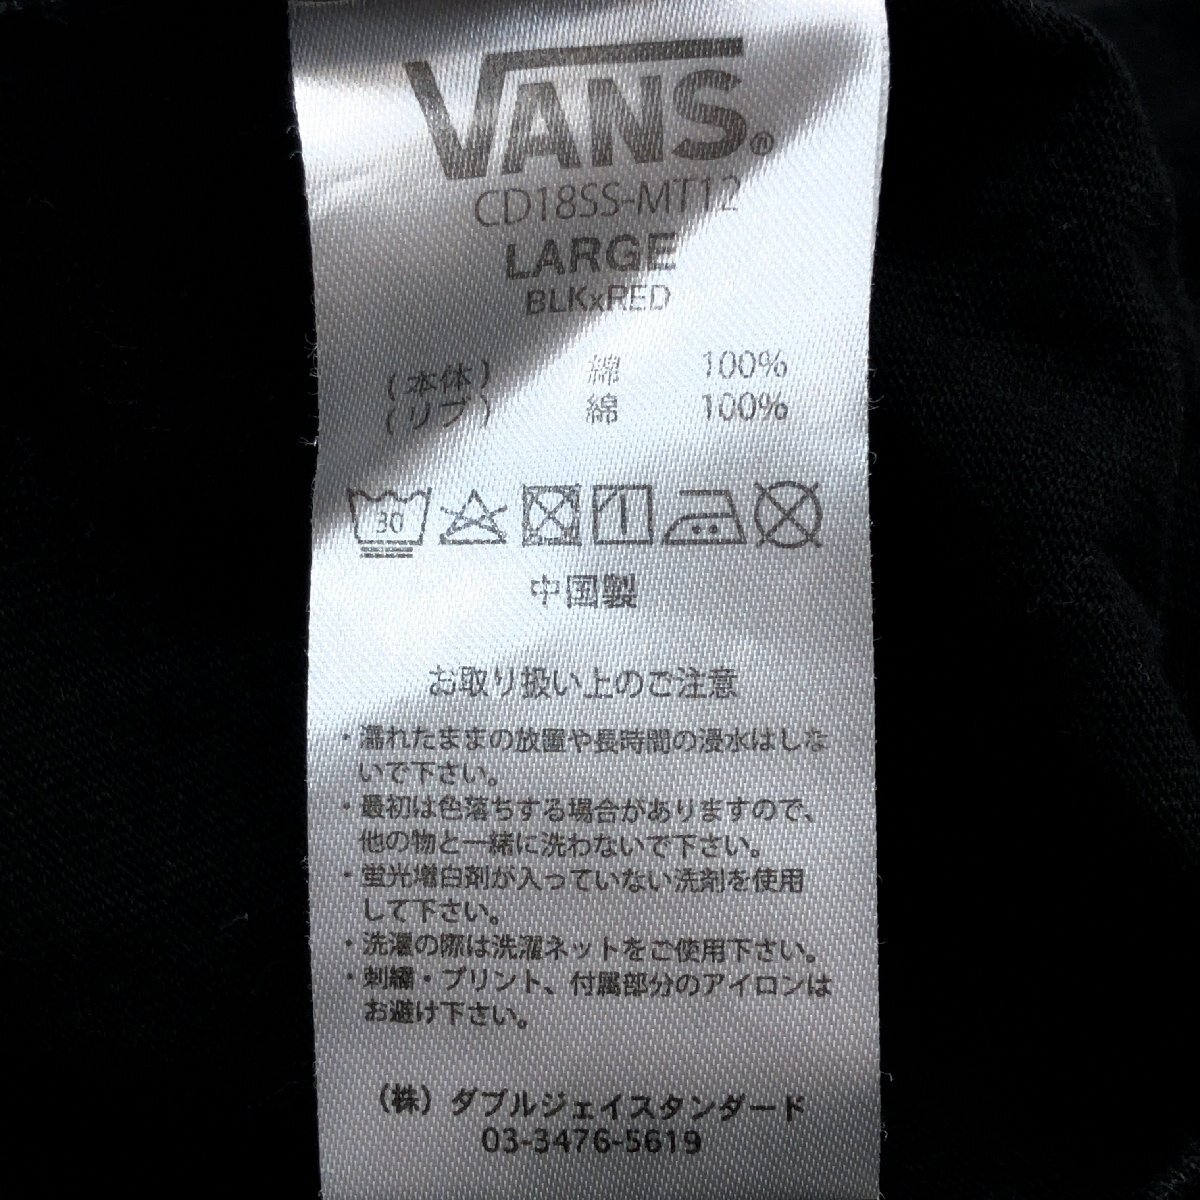 VANS®
CD18SS-MT12
LARGE
BLKxRED
(本体) 綿 100%
(リブ) 綿 100%
30
中国製
お取り扱い上のご注意
・濡れたままの放置や長時間の浸水はしな
いで下さい。
・最初は色落ちする場合がありますので、
他の物と一緒に洗わないで下さい。
・蛍光増白剤が入っていない洗剤を使用
して下さい。
・洗濯の際は洗濯ネットをご使用下さい。
・刺繍・プリント、付属部分のアイロンは
お避け下さい。
(株)ダブルジェイスタンダード
03-3476-5619